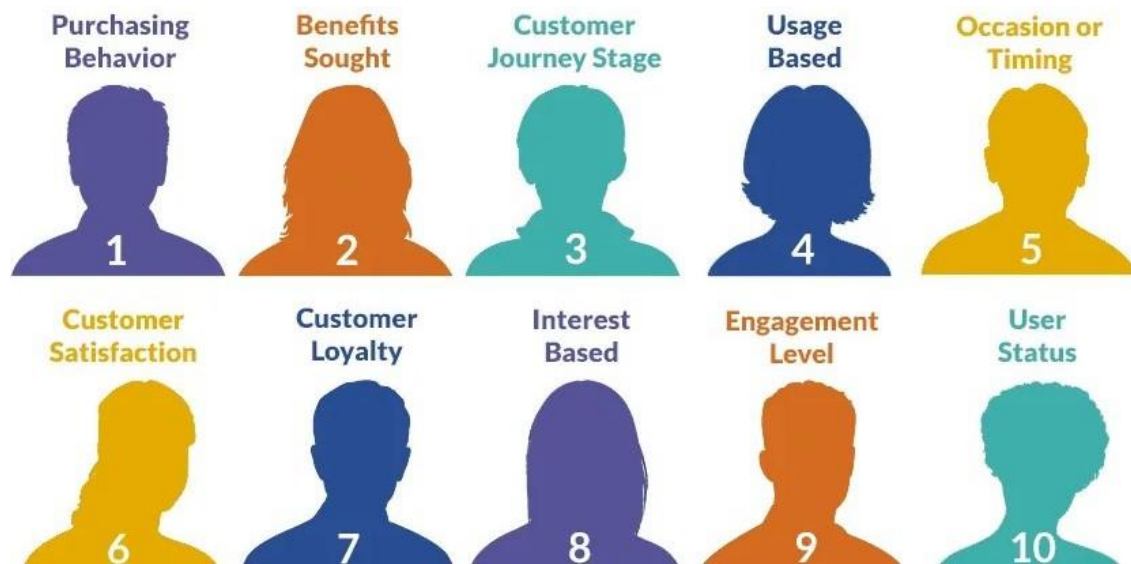 Purchasing
Behavior
1
Benefits
Sought
2
Customer
Journey Stage
3
Usage
Based
4
Occasion or
Timing
5
Customer
Satisfaction
6
Customer
Loyalty
7
Interest
Based
8
Engagement
Level
9
User
Status
10